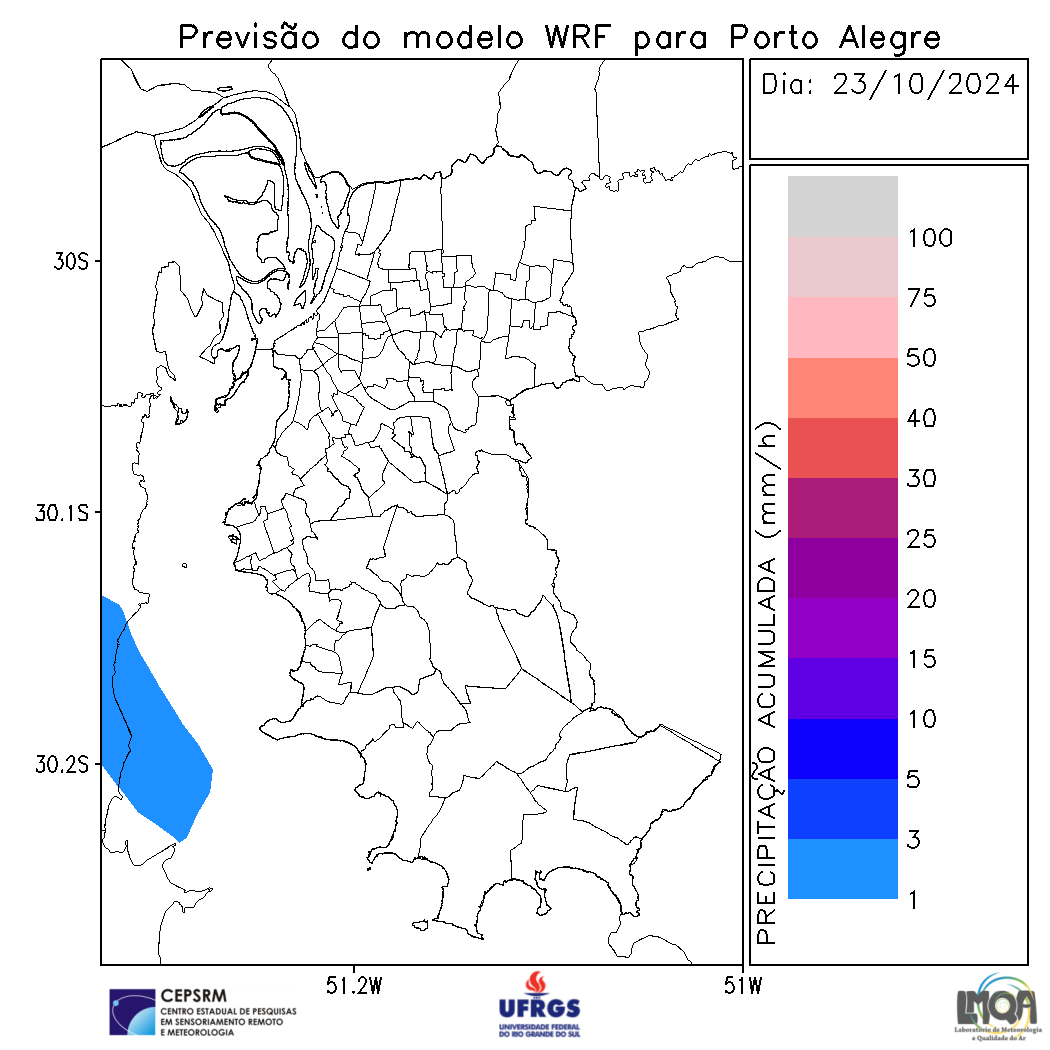 Previsão do modelo WRF para Porto Alegre
Dia: 23/10/2024
PRECIPITAÇÃO ACUMULADA (mm/h)
100
75
50
40
30
25
20
15
10
5
3
1
30S
30.1S
30.2S
51.2W
51W
CEPSRM
CENTRO ESTADUAL DE PESQUISAS
EM SENSORIAMENTO REMOTO
E METEOROLOGIA
UFRGS
UNIVERSIDADE FEDERAL
DO RIO GRANDE DO SUL
LMQA
Laboratório de Meteorologia
e Qualidade do Ar